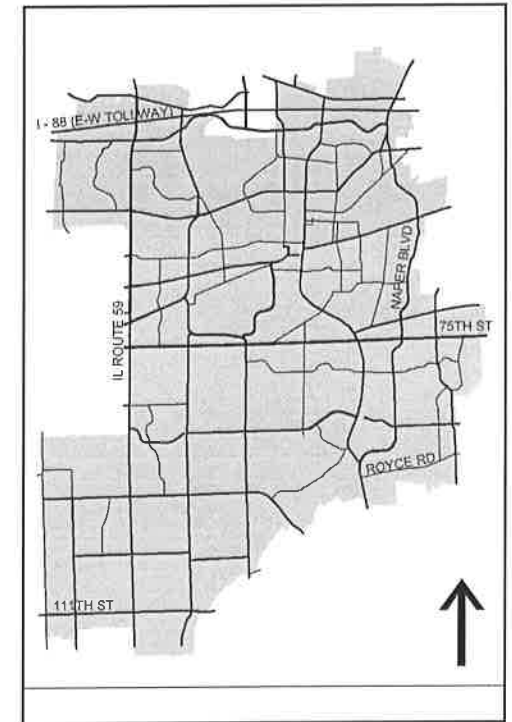 I - 88 (E-W TOLLWAY)
NAPER BLVD
IL ROUTE 59
75TH ST
ROYCE RD
111TH ST